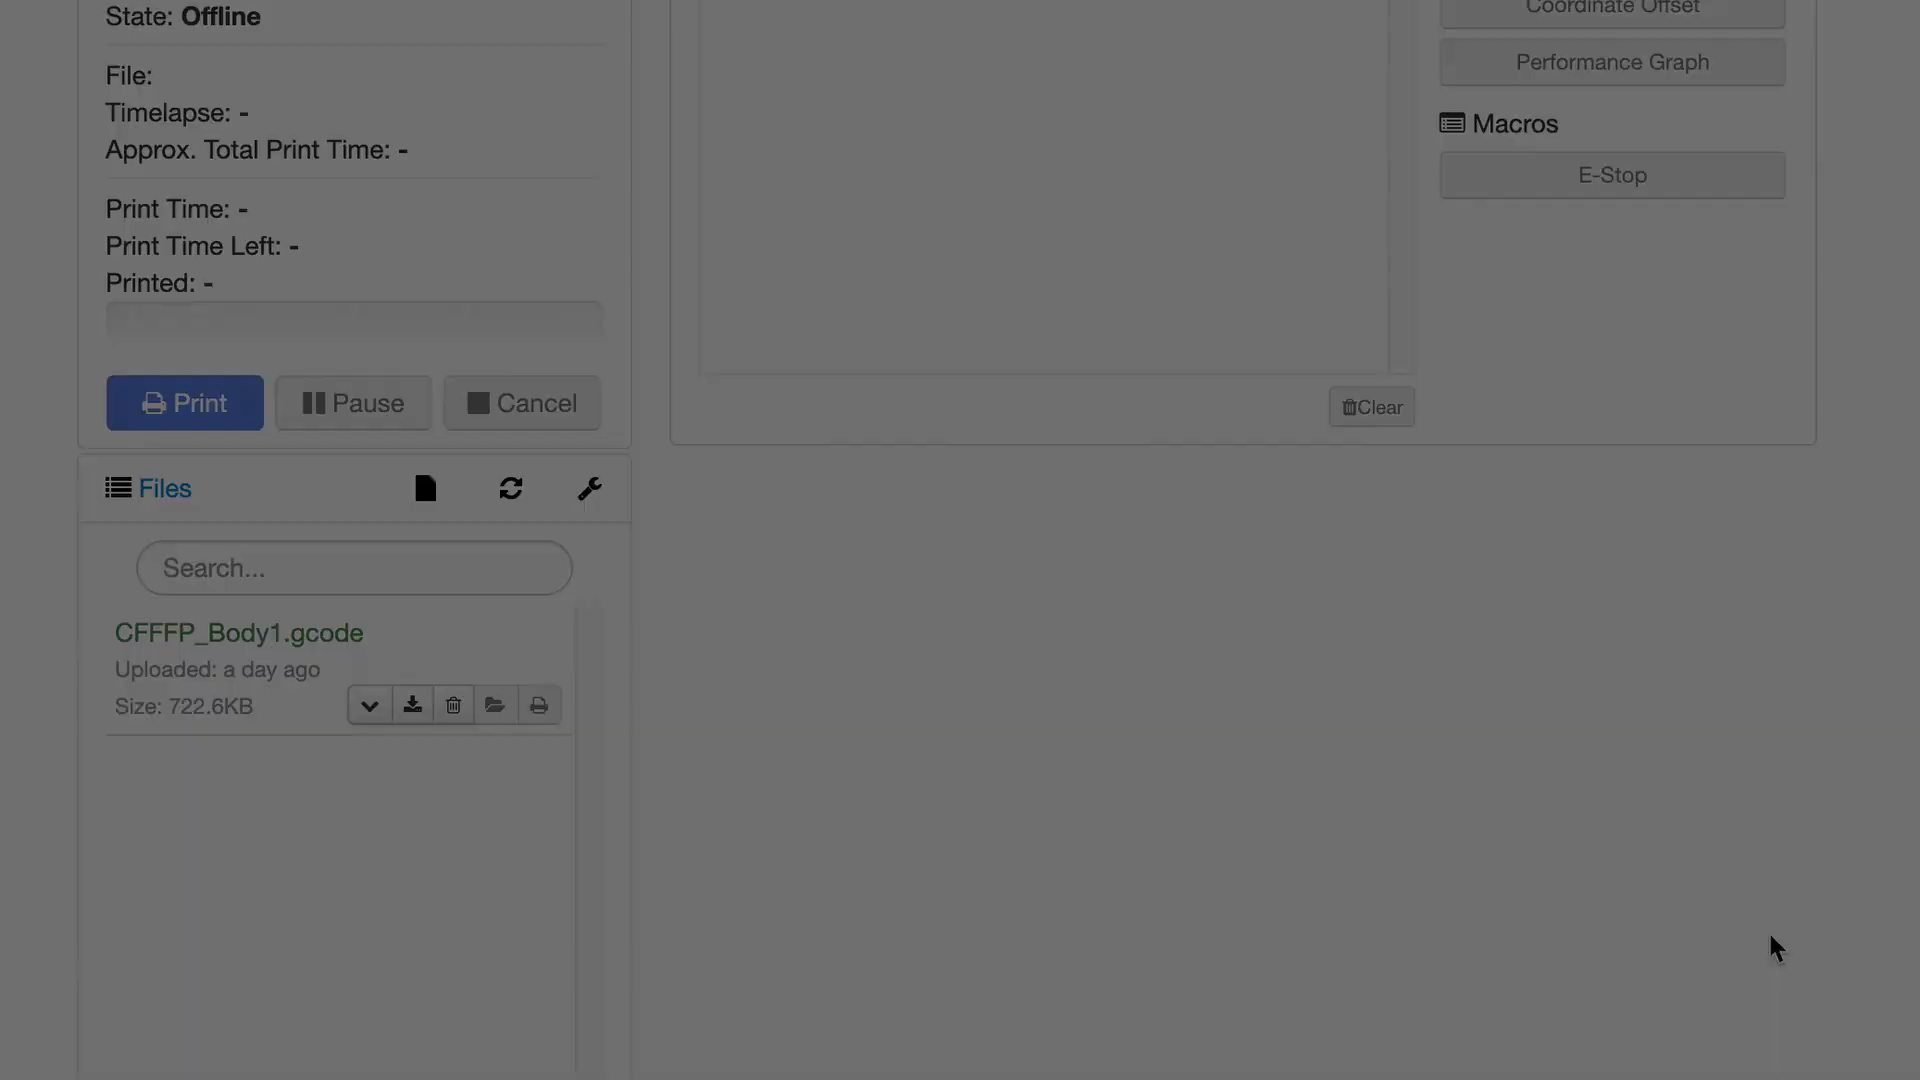 State: Offline
File:
Timelapse: -
Approx. Total Print Time: -
Print Time: -
Print Time Left: -
Printed: -
Print
Pause
Cancel
Files
Search...
CFFFP_Body1.gcode
Uploaded: a day ago
Size: 722.6KB
Clear
Coordinate Offset
Performance Graph
Macros
E-Stop